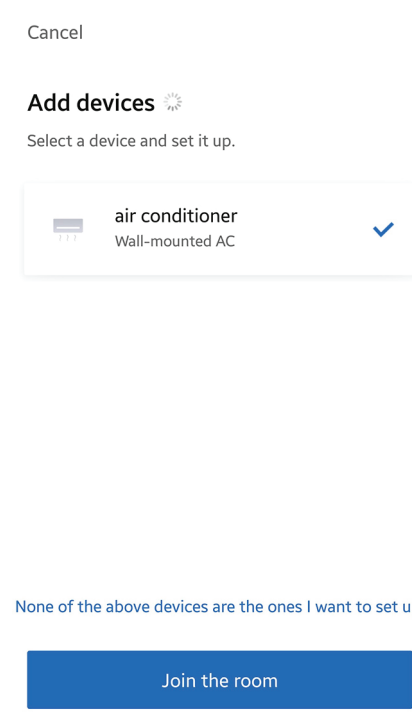 Cancel
Add devices
Select a device and set it up.
air conditioner
Wall-mounted AC
None of the above devices are the ones I want to set u
Join the room